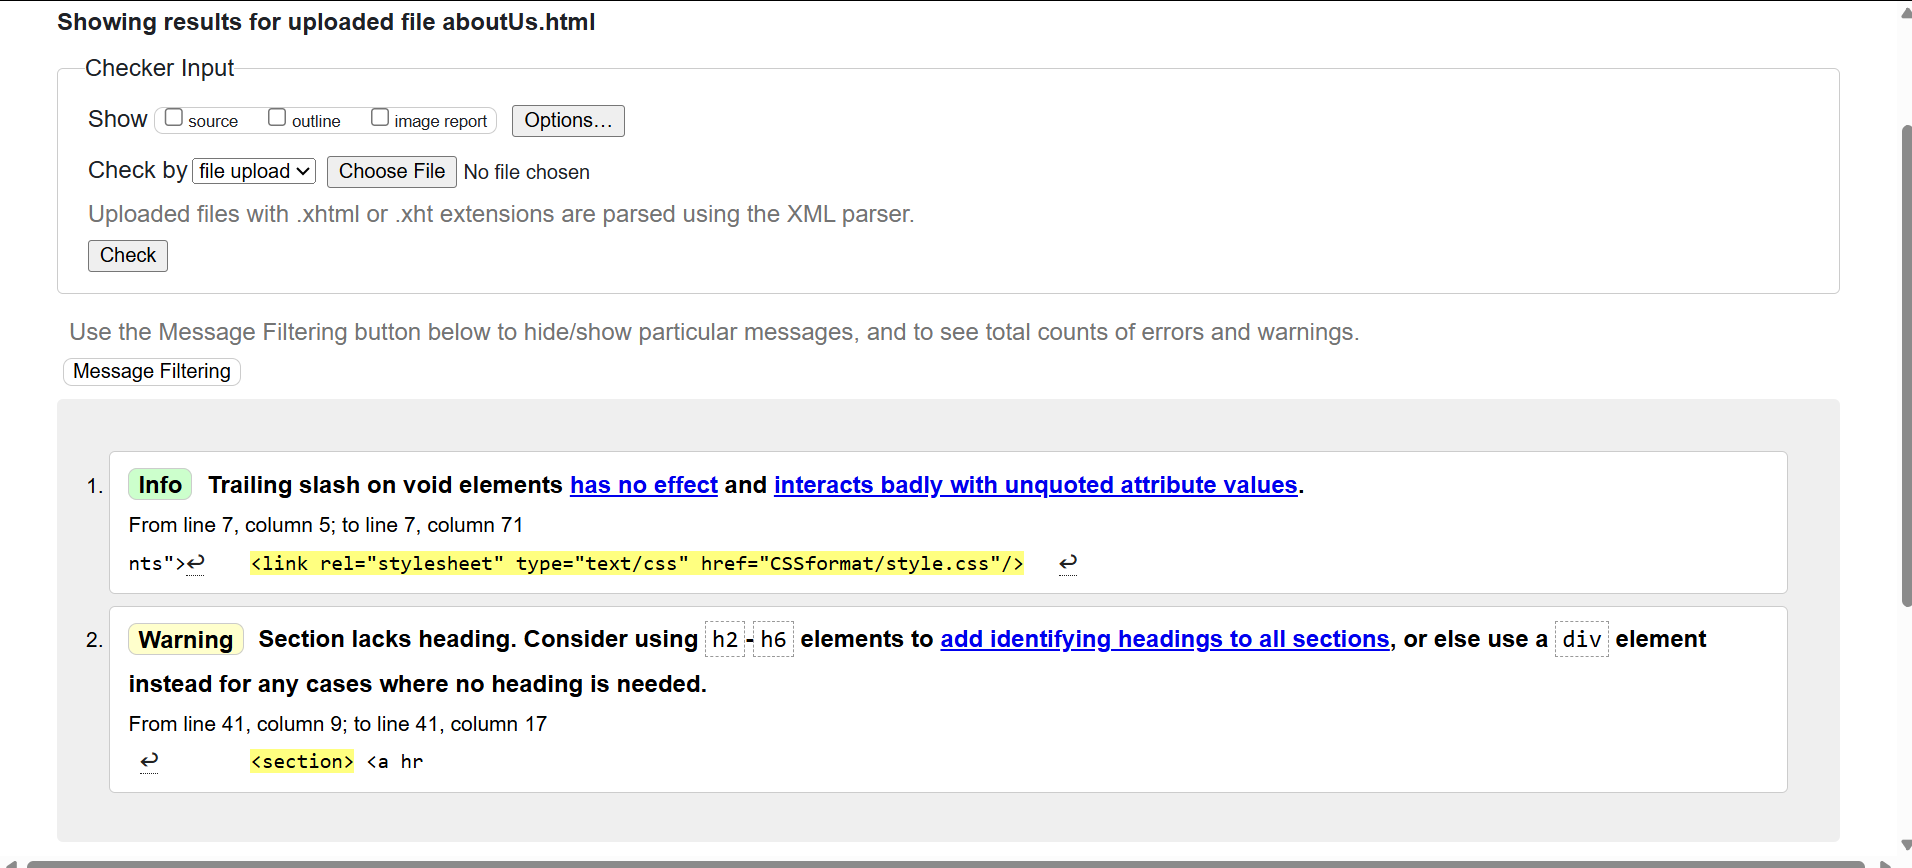 Showing results for uploaded file aboutUs.html
Checker Input
Show source outline image report Options...
Check by file upload Choose File No file chosen
Uploaded files with .xhtml or .xht extensions are parsed using the XML parser.
Check
Use the Message Filtering button below to hide/show particular messages, and to see total counts of errors and warnings.
Message Filtering
1. Info Trailing slash on void elements has no effect and interacts badly with unquoted attribute values.
From line 7, column 5; to line 7, column 71
nts">↩ <link rel="stylesheet" type="text/css" href="CSSformat/style.css"/> ↩
2. Warning Section lacks heading. Consider using h2-h6 elements to add identifying headings to all sections, or else use a div element
instead for any cases where no heading is needed.
From line 41, column 9; to line 41, column 17
↩ <section> <a hr